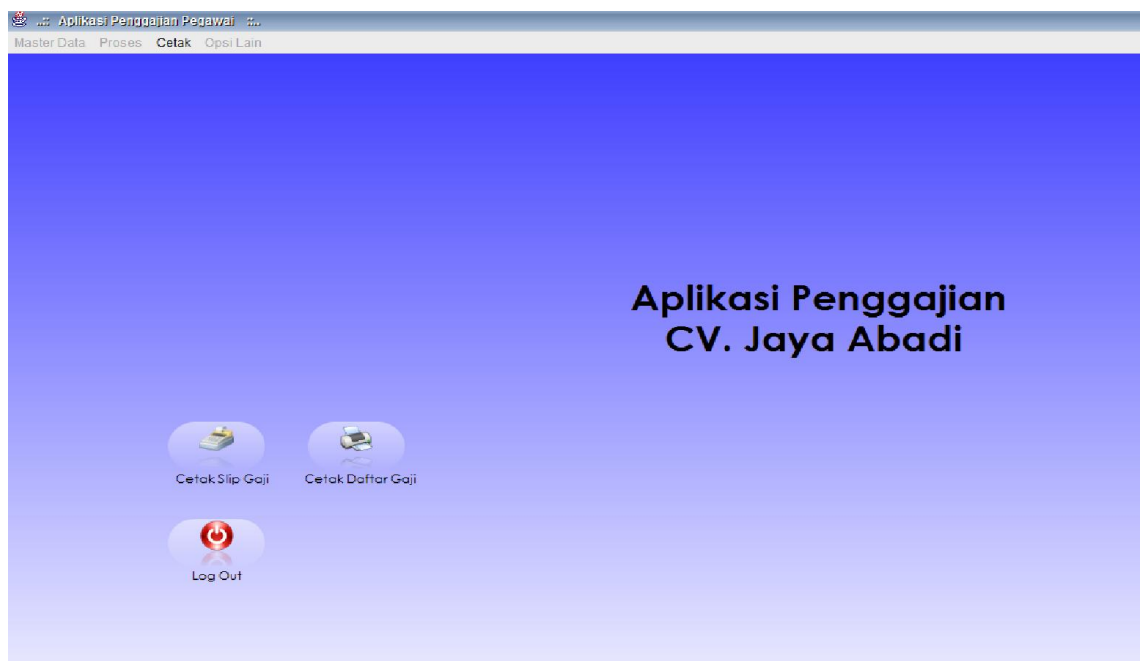 ..:: Aplikasi Penggajian Pegawai ::..
Master Data Proses Cetak Opsi Lain
Aplikasi Penggajian
CV. Jaya Abadi
Cetak Slip Gaji Cetak Daftar Gaji
Log Out